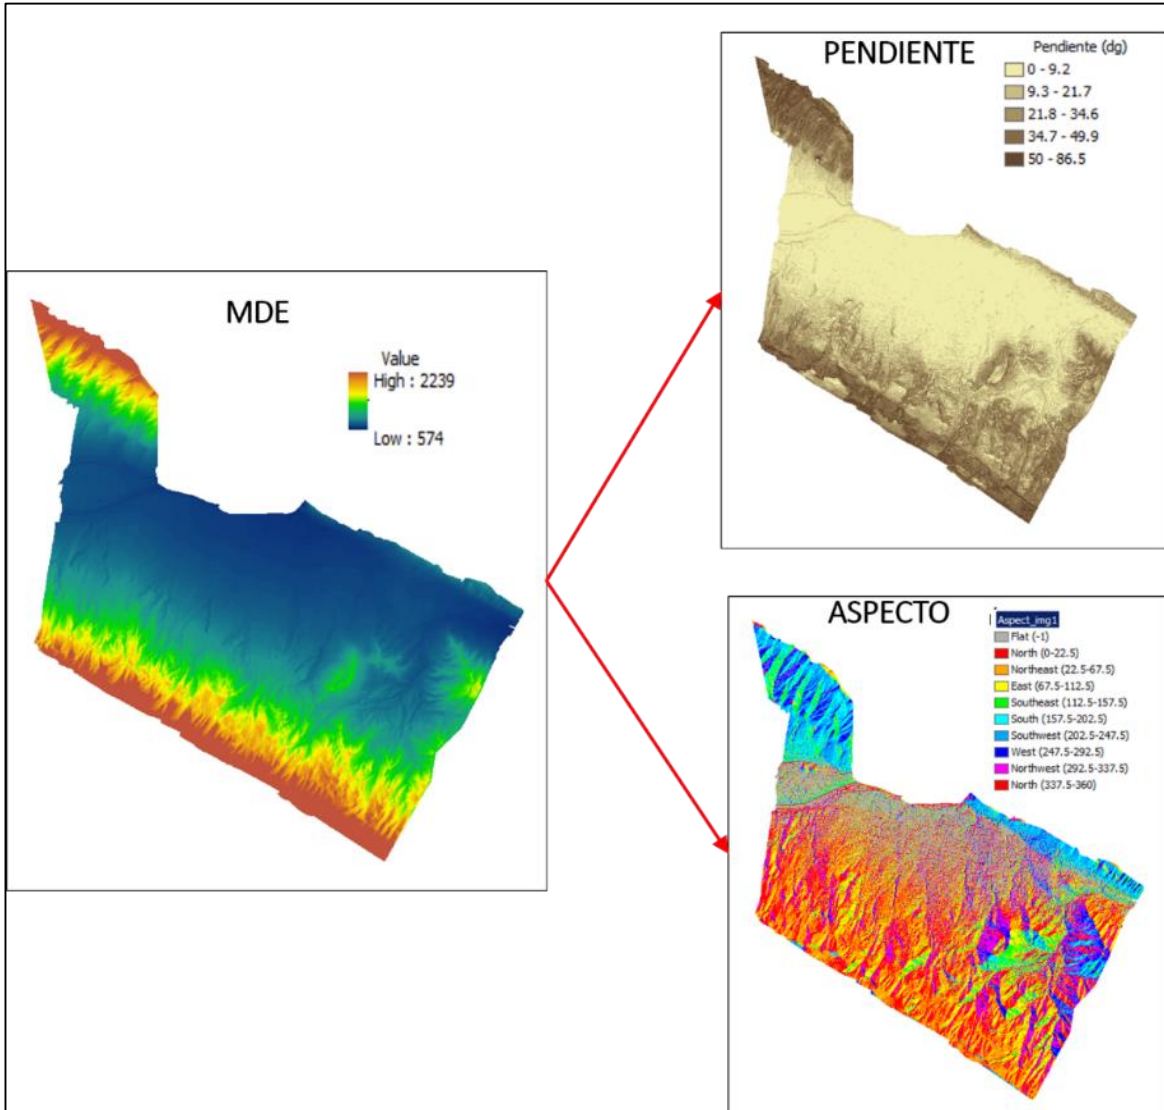 PENDIENTE
Pendiente (dg)
0 - 9.2
9.3 - 21.7
21.8 - 34.6
34.7 - 49.9
50 - 86.5
MDE
Value
High : 2239
Low : 574
ASPECTO
Aspect_img1
Flat (-1)
North (0-22.5)
Northeast (22.5-67.5)
East (67.5-112.5)
Southeast (112.5-157.5)
South (157.5-202.5)
Southwest (202.5-247.5)
West (247.5-292.5)
Northwest (292.5-337.5)
North (337.5-360)